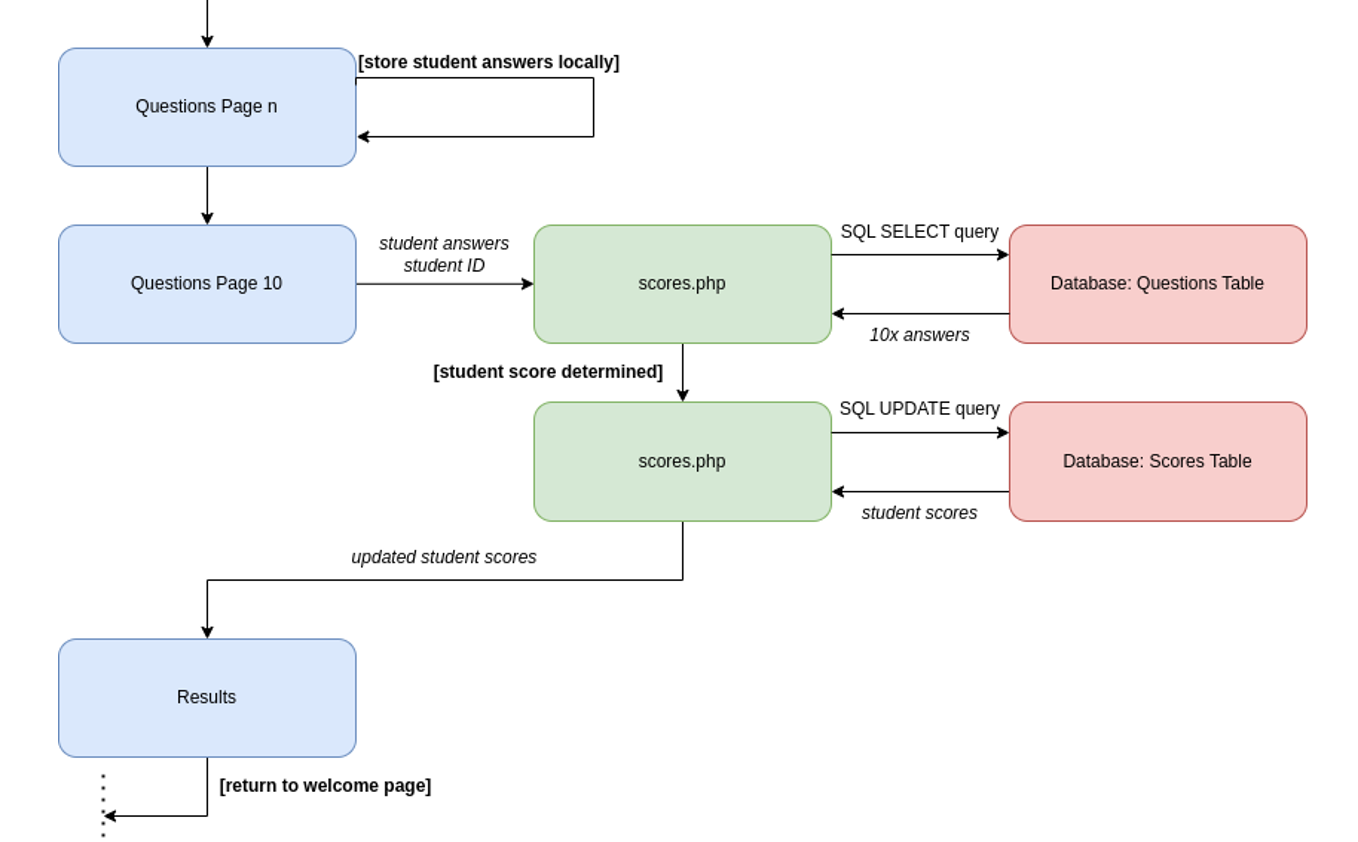 [store student answers locally]
Questions Page n
student answers
student ID
Questions Page 10
scores.php
SQL SELECT query
Database: Questions Table
10x answers
[student score determined]
scores.php
SQL UPDATE query
Database: Scores Table
student scores
updated student scores
Results
[return to welcome page]